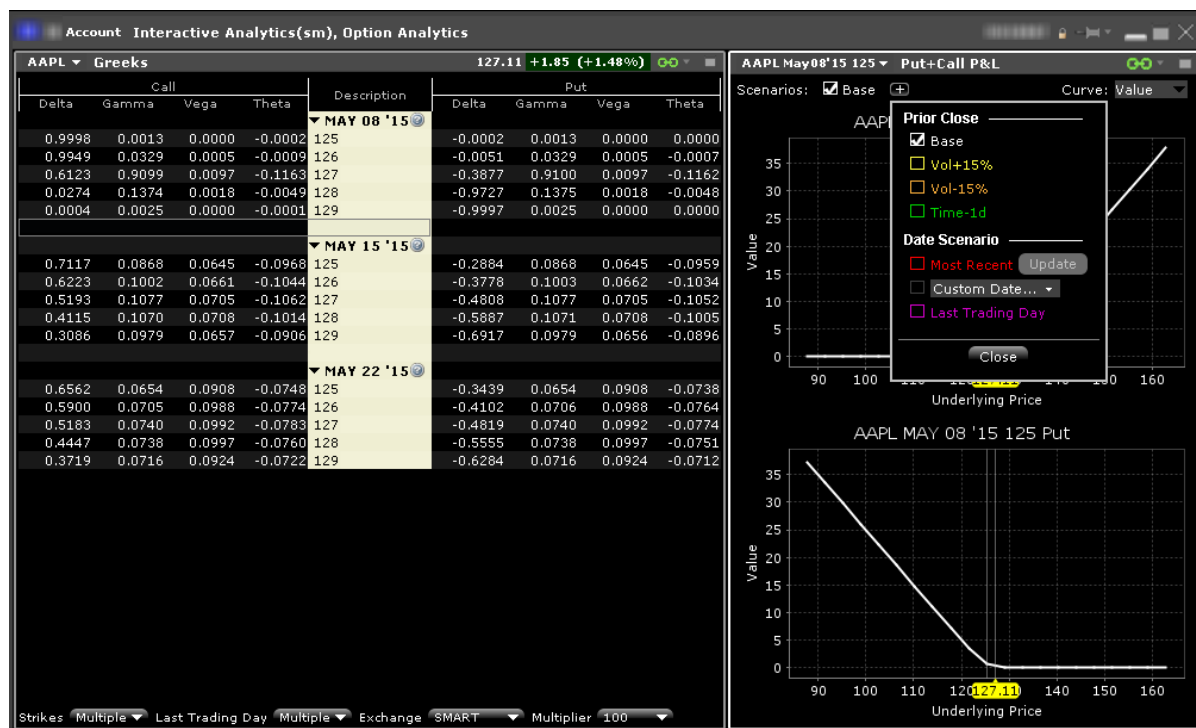 Account Interactive Analytics(sm), Option Analytics
AAPL Greeks 127.11 +1.85 (+1.48%)
Call Description Put
Delta Gamma Vega Theta Delta Gamma Vega Theta
MAY 08 '15
0.9998 0.0013 0.0000 -0.0002 125 -0.0002 0.0013 0.0000 0.0000
0.9949 0.0329 0.0005 -0.0009 126 -0.0051 0.0329 0.0005 -0.0007
0.6123 0.9099 0.0097 -0.1163 127 -0.3877 0.9100 0.0097 -0.1162
0.0274 0.1374 0.0018 -0.0049 128 -0.9727 0.1375 0.0018 -0.0048
0.0004 0.0025 0.0000 -0.0001 129 -0.9997 0.0025 0.0000 0.0000
MAY 15 '15
0.7117 0.0868 0.0645 -0.0968 125 -0.2884 0.0868 0.0645 -0.0959
0.6223 0.1002 0.0661 -0.1044 126 -0.3778 0.1003 0.0662 -0.1034
0.5193 0.1077 0.0705 -0.1062 127 -0.4808 0.1077 0.0705 -0.1052
0.4115 0.1070 0.0708 -0.1014 128 -0.5887 0.1071 0.0708 -0.1005
0.3086 0.0979 0.0657 -0.0906 129 -0.6917 0.0979 0.0656 -0.0896
MAY 22 '15
0.6562 0.0654 0.0908 -0.0748 125 -0.3439 0.0654 0.0908 -0.0738
0.5900 0.0705 0.0988 -0.0774 126 -0.4102 0.0706 0.0988 -0.0764
0.5183 0.0740 0.0992 -0.0783 127 -0.4819 0.0740 0.0992 -0.0774
0.4447 0.0738 0.0997 -0.0760 128 -0.5555 0.0738 0.0997 -0.0751
0.3719 0.0716 0.0924 -0.0722 129 -0.6284 0.0716 0.0924 -0.0712
Strikes Multiple Last Trading Day Multiple Exchange SMART Multiplier 100
AAPL May08'15 125 Put+Call P&L
Scenarios: Base Curve: Value
Prior Close
Base
Vol+15%
Vol-15%
Time-1d
Date Scenario
Most Recent Update
Custom Date...
Last Trading Day
Close
35
30
25
20
15
10
5
0
Value
90 100 150 160
Underlying Price
AAPL MAY 08 '15 125 Put
35
30
25
20
15
10
5
0
Value
90 100 110 127.11 140 150 160
Underlying Price